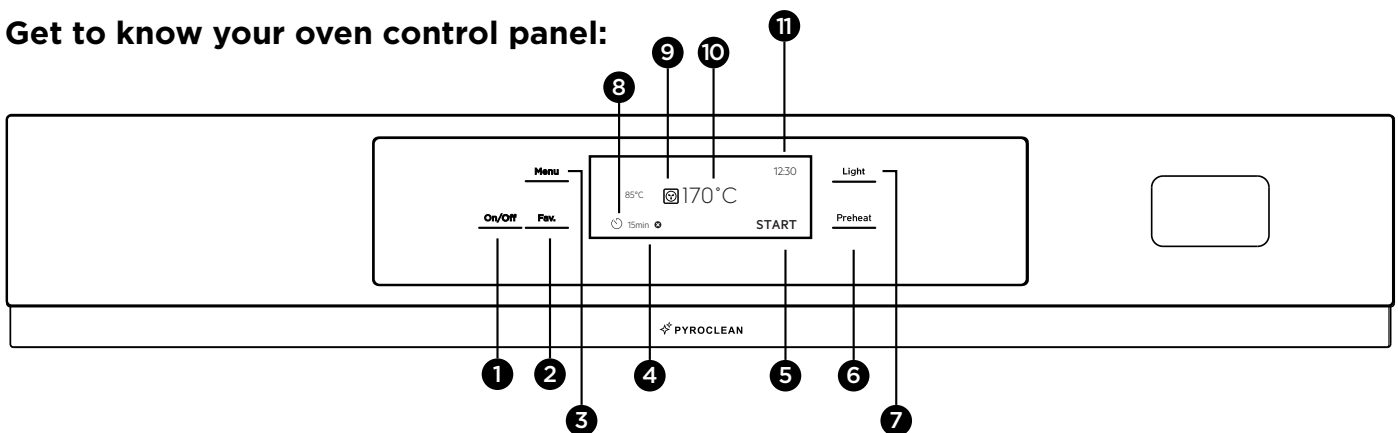 Get to know your oven control panel:
11
9 10
8
Menu
12:30
Light
85°C
170°C
On/Off
Fav.
15min
START
Preheat
PYROCLEAN
1 2 4 5 6
3 7